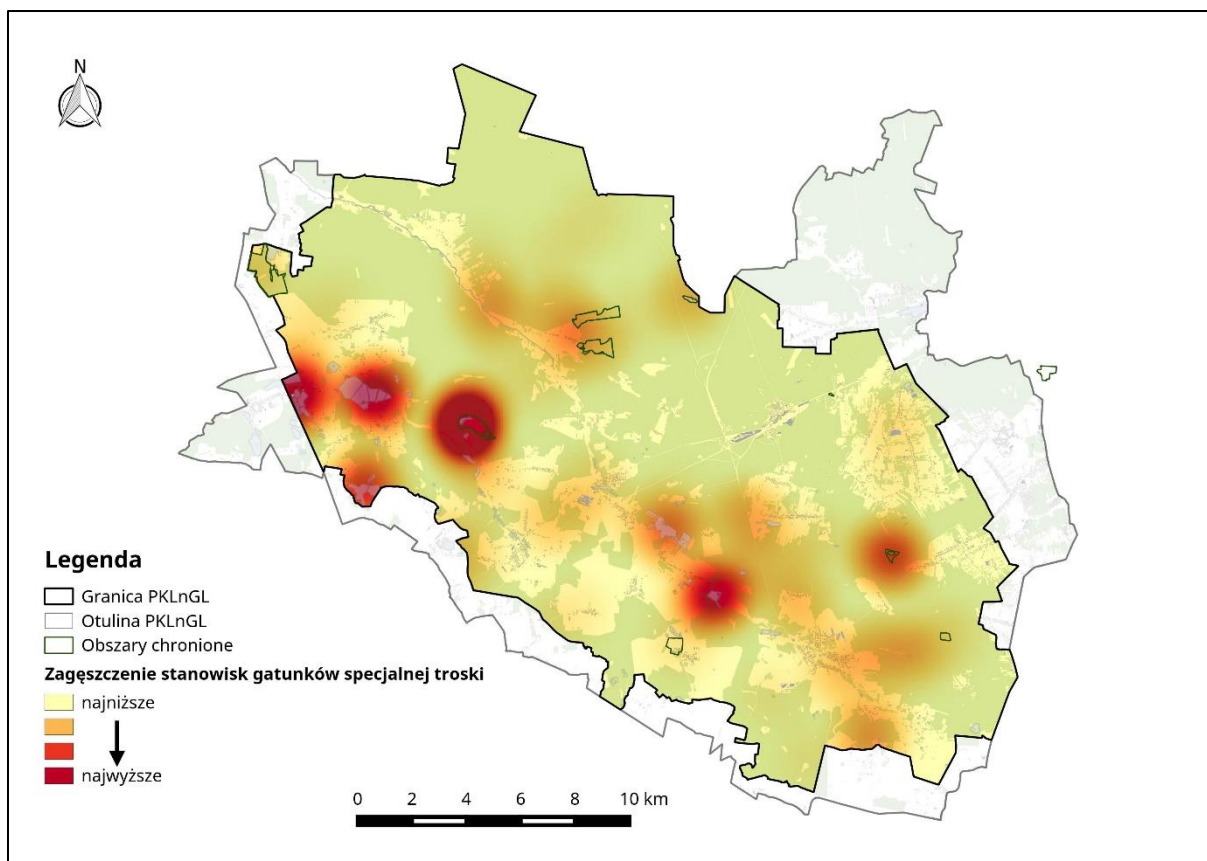 N
Legenda
Granica PKLnGL
Otulina PKLnGL
Obszary chronione
Zagęszczenie stanowisk gatunków specjalnej troski
najniższe
najwyższe
0 2 4 6 8 10 km